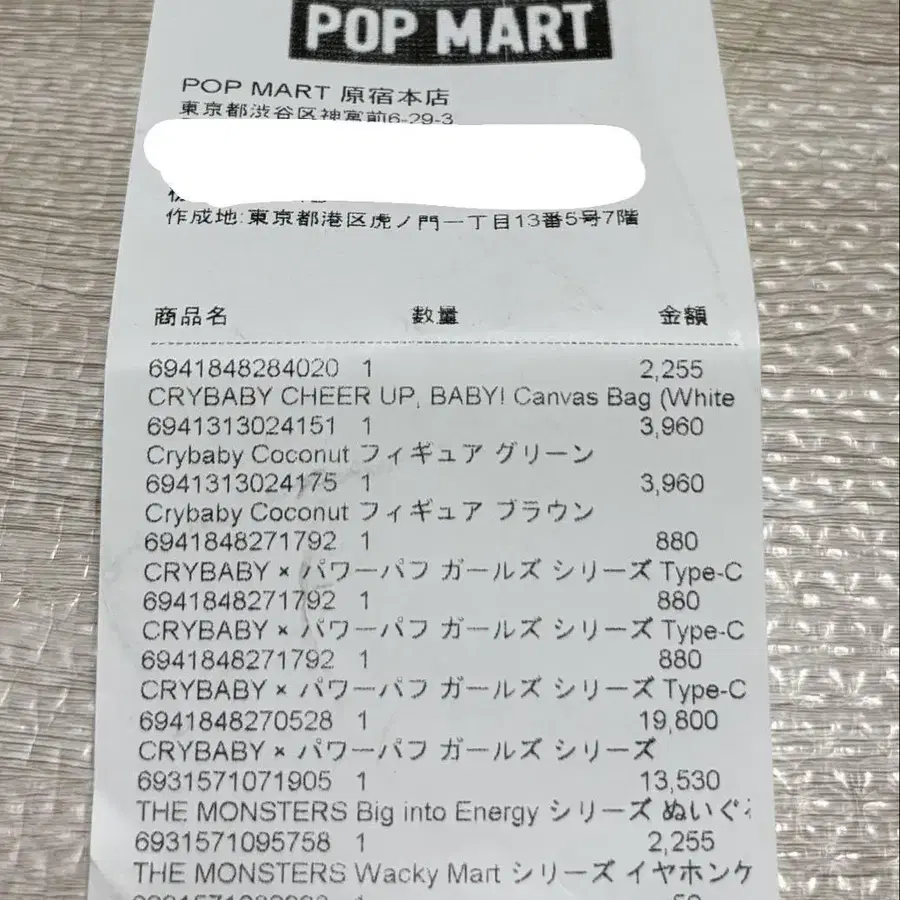 POP MART
POP MART 原宿本店
東京都渋谷区神宮前6-29-3
作成地:東京都港区虎ノ門一丁目13番5号7階
商品名 数量 金額
6941848284020 1 2,255
CRYBABY CHEER UP, BABY! Canvas Bag (White
6941313024151 1 3,960
Crybaby Coconut フィギュア グリーン
6941313024175 1 3,960
Crybaby Coconut フィギュア ブラウン
6941848271792 1 880
CRYBABY × パワーパフ ガールズ シリーズ Type-C
6941848271792 1 880
CRYBABY × パワーパフ ガールズ シリーズ Type-C
6941848271792 1 880
CRYBABY × パワーパフ ガールズ シリーズ Type-C
6941848270528 1 19,800
CRYBABY × パワーパフ ガールズ シリーズ
6931571071905 1 13,530
THE MONSTERS Big into Energy シリーズ ぬいぐ
6931571095758 1 2,255
THE MONSTERS Wacky Mart シリーズ イヤホンケ